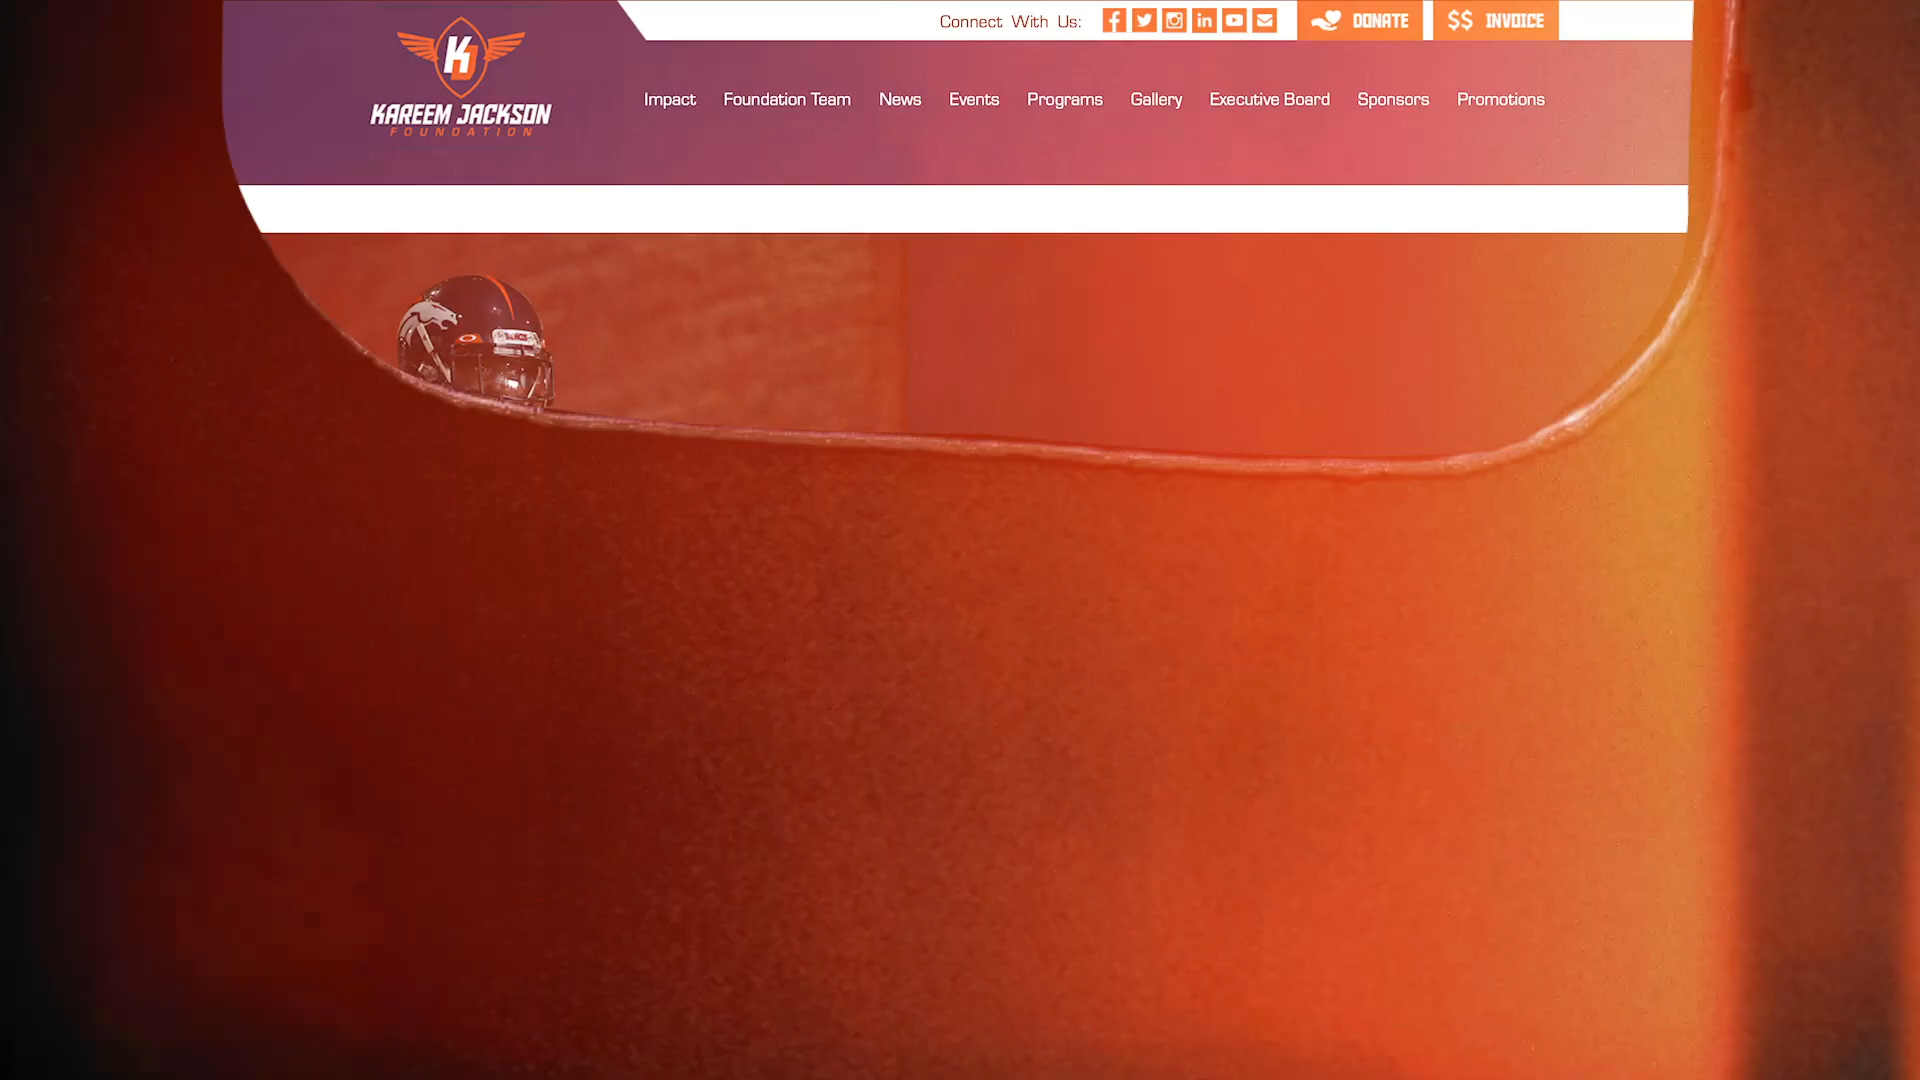 Connect With Us:
DONATE
$$ INVOICE
KJ
KAREEM JACKSON
FOUNDATION
Impact
Foundation Team
News
Events
Programs
Gallery
Executive Board
Sponsors
Promotions